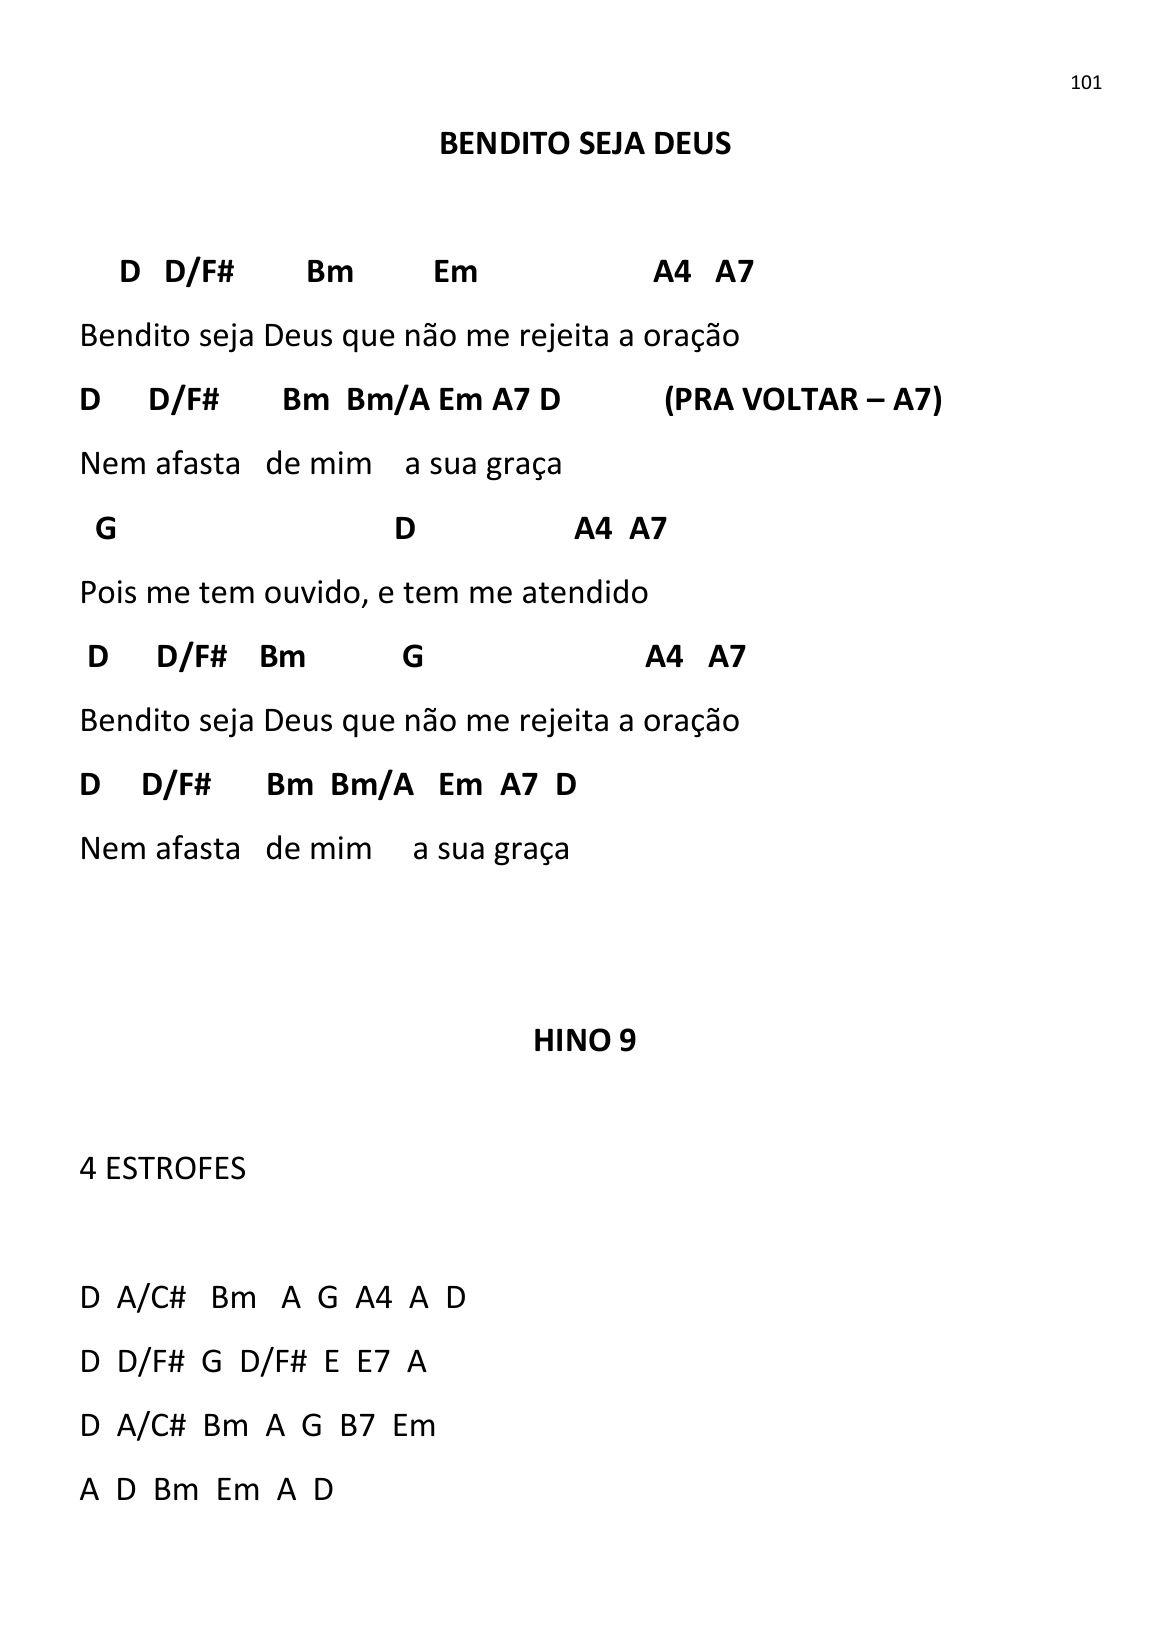 101
BENDITO SEJA DEUS
D D/F# Bm Em A4 A7
Bendito seja Deus que não me rejeita a oração
D D/F# Bm Bm/A Em A7 D (PRA VOLTAR – A7)
Nem afasta de mim a sua graça
G D A4 A7
Pois me tem ouvido, e tem me atendido
D D/F# Bm G A4 A7
Bendito seja Deus que não me rejeita a oração
D D/F# Bm Bm/A Em A7 D
Nem afasta de mim a sua graça
HINO 9
4 ESTROFES
D A/C# Bm A G A4 A D
D D/F# G D/F# E E7 A
D A/C# Bm A G B7 Em
A D Bm Em A D